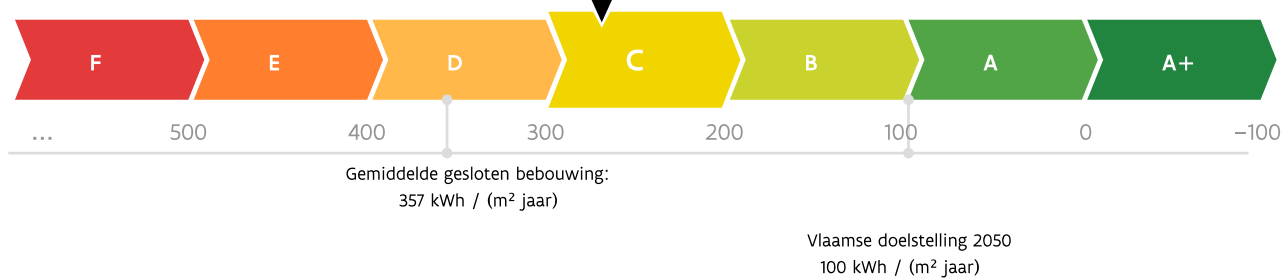 F E D C B A A+
... 500 400 300 200 100 0 −100
Gemiddelde gesloten bebouwing:
357 kWh / (m² jaar)
Vlaamse doelstelling 2050
100 kWh / (m² jaar)